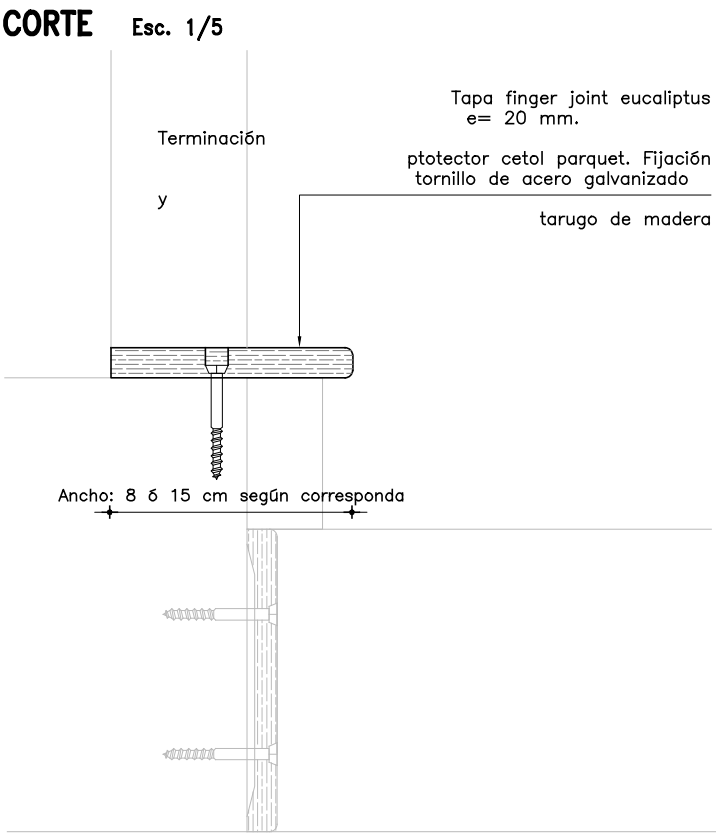 CORTE Esc. 1/5
Tapa finger joint eucaliptus
e= 20 mm.
Terminación
ptotector cetol parquet. Fijación
tornillo de acero galvanizado
y
tarugo de madera
Ancho: 8 ó 15 cm según corresponda